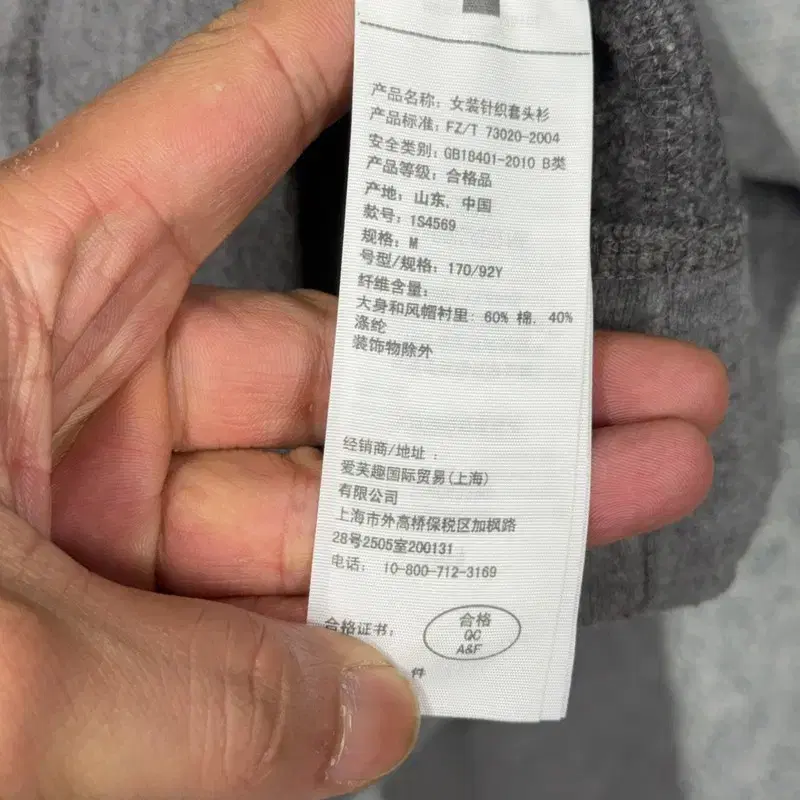 产品名称: 女装针织套头衫
产品标准: FZ/T 73020-2004
安全类别: GB18401-2010 B类
产品等级: 合格品
产地: 山东, 中国
款号: 1S4569
规格: M
号型/规格: 170/92Y
纤维含量:
大身和风帽衬里: 60% 棉, 40%
涤纶
装饰物除外
经销商/地址 :
爱芙趣国际贸易(上海)
有限公司
上海市外高桥保税区加枫路
28号2505室200131
电话: 10-800-712-3169
合格证书:
合格
QC
A&F
件